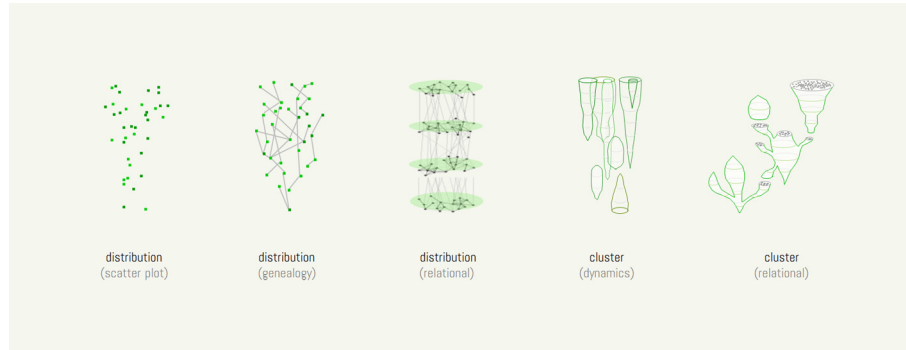 distribution
(scatter plot)
distribution
(genealogy)
distribution
(relational)
cluster
(dynamics)
cluster
(relational)